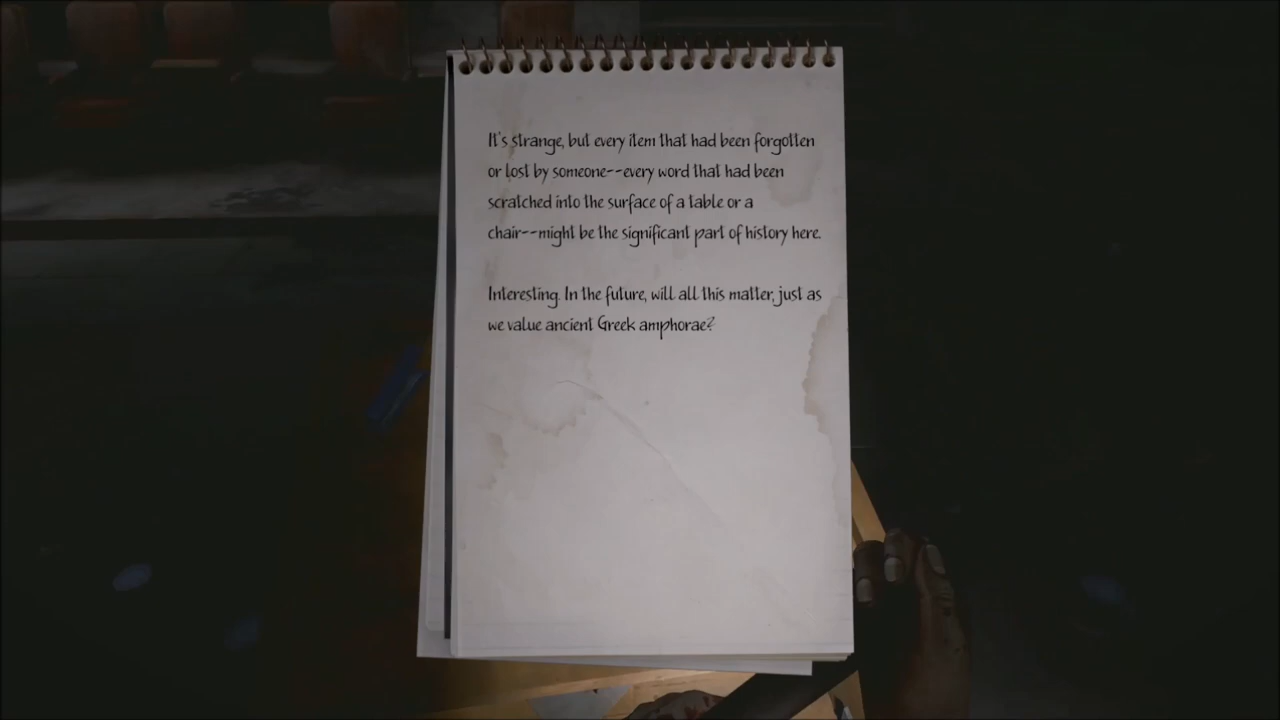 It's strange, but every item that had been forgotten
or lost by someone--every word that had been
scratched into the surface of a table or a
chair--might be the significant part of history here.
Interesting. In the future, will all this matter, just as
we value ancient Greek amphorae?